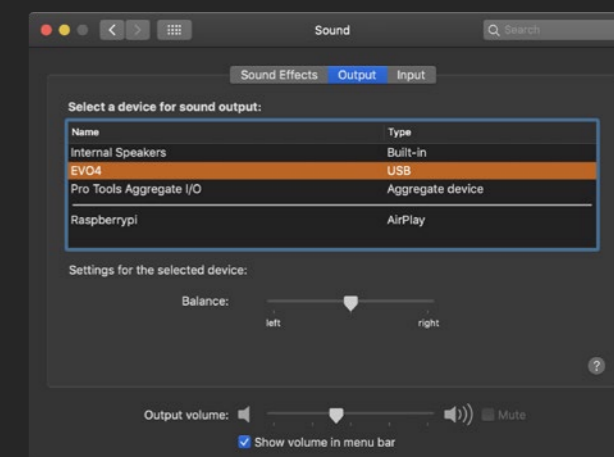 Sound
Search
Sound Effects Output Input
Select a device for sound output:
Name Type
Internal Speakers Built-in
EVO4 USB
Pro Tools Aggregate I/O Aggregate device
Raspberrypi AirPlay
Settings for the selected device:
Balance:
left right
?
Output volume: Mute
Show volume in menu bar